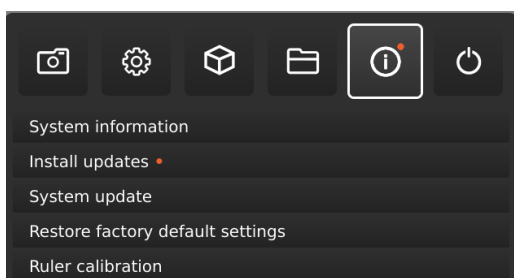 System information
Install updates
System update
Restore factory default settings
Ruler calibration